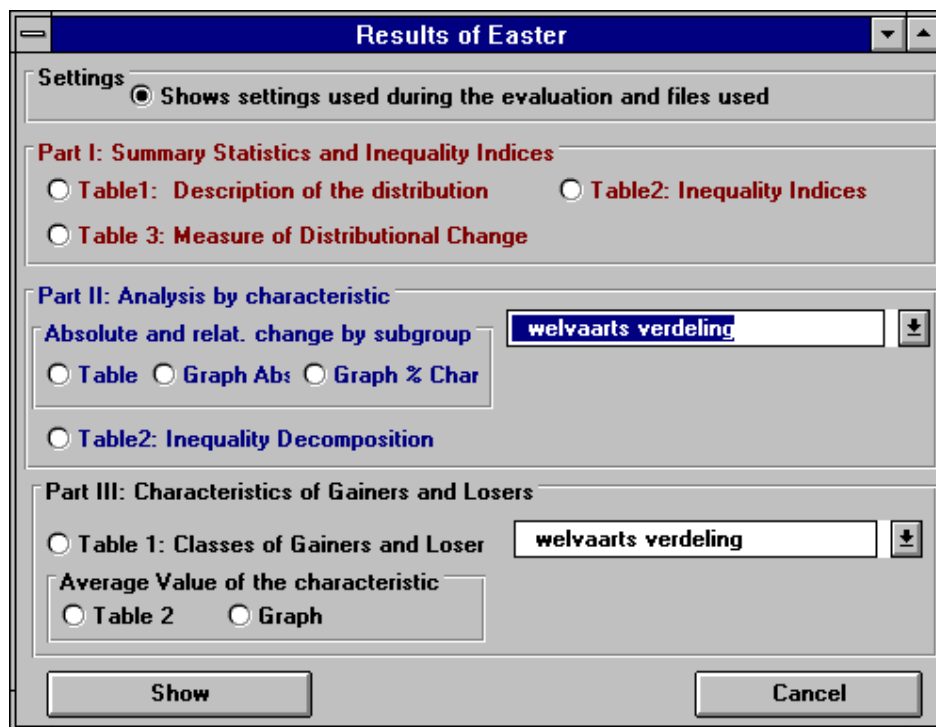 Results of Easter
Settings
Shows settings used during the evaluation and files used
Part I: Summary Statistics and Inequality Indices
Table1: Description of the distribution
Table2: Inequality Indices
Table 3: Measure of Distributional Change
Part II: Analysis by characteristic
Absolute and relat. change by subgroup
welvaarts verdeling
Table
Graph Abs
Graph % Char
Table2: Inequality Decomposition
Part III: Characteristics of Gainers and Losers
Table 1: Classes of Gainers and Loser
welvaarts verdeling
Average Value of the characteristic
Table 2
Graph
Show
Cancel